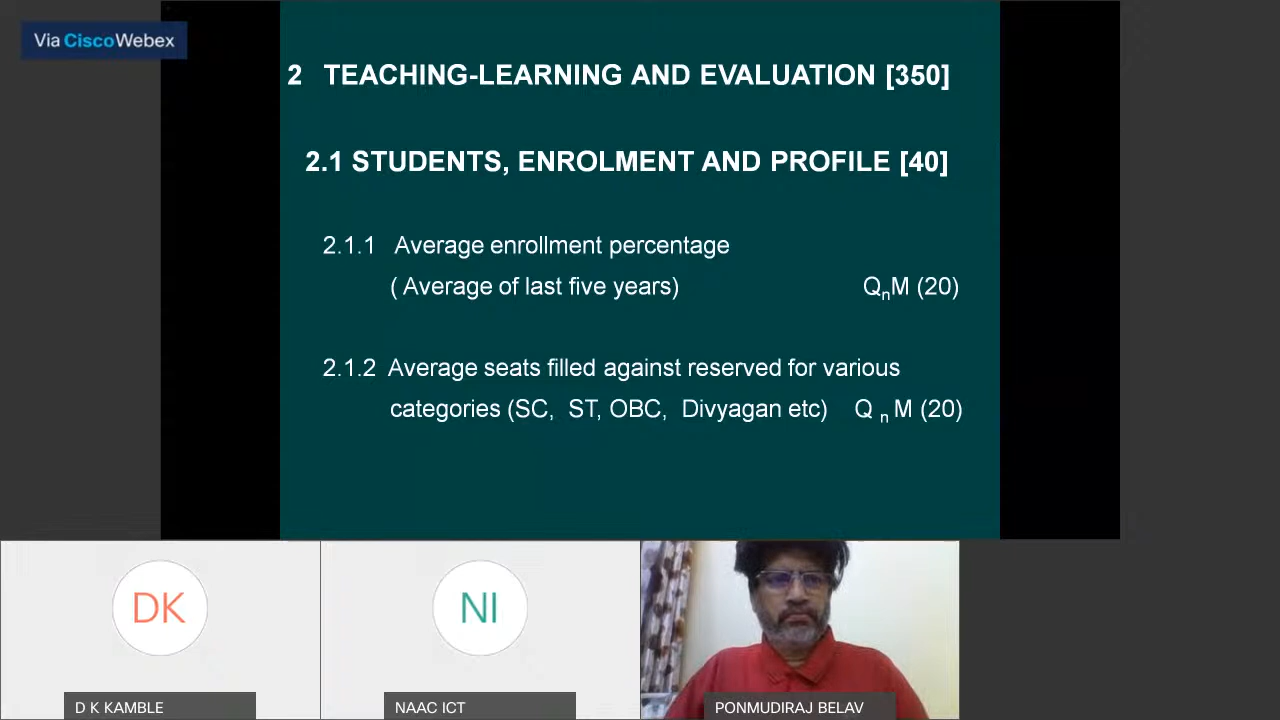 Via CiscoWebex
2 TEACHING-LEARNING AND EVALUATION [350]
2.1 STUDENTS, ENROLMENT AND PROFILE [40]
2.1.1 Average enrollment percentage
( Average of last five years) QnM (20)
2.1.2 Average seats filled against reserved for various
categories (SC, ST, OBC, Divyagan etc) Q n M (20)
DK
NI
D K KAMBLE
NAAC ICT
PONMUDIRAJ BELAV